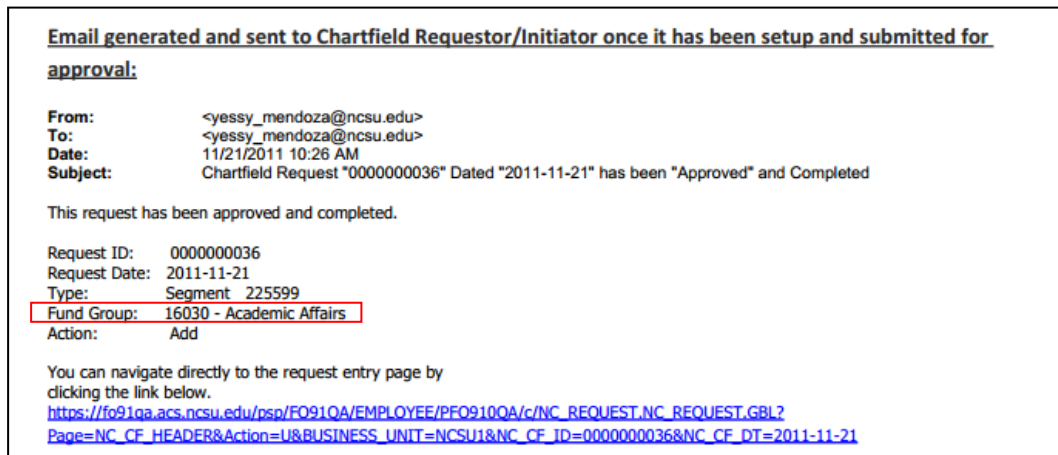 Email generated and sent to Chartfield Requestor/Initiator once it has been setup and submitted for
approval:
From: <yessy_mendoza@ncsu.edu>
To: <yessy_mendoza@ncsu.edu>
Date: 11/21/2011 10:26 AM
Subject: Chartfield Request "0000000036" Dated "2011-11-21" has been "Approved" and Completed
This request has been approved and completed.
Request ID: 0000000036
Request Date: 2011-11-21
Type: Segment 225599
Fund Group: 16030 - Academic Affairs
Action: Add
You can navigate directly to the request entry page by
clicking the link below.
https://fo91qa.acs.ncsu.edu/psp/FO91QA/EMPLOYEE/PFO910QA/c/NC_REQUEST.NC_REQUEST.GBL?
Page=NC_CF_HEADER&Action=U&BUSINESS_UNIT=NCSU1&NC_CF_ID=0000000036&NC_CF_DT=2011-11-21